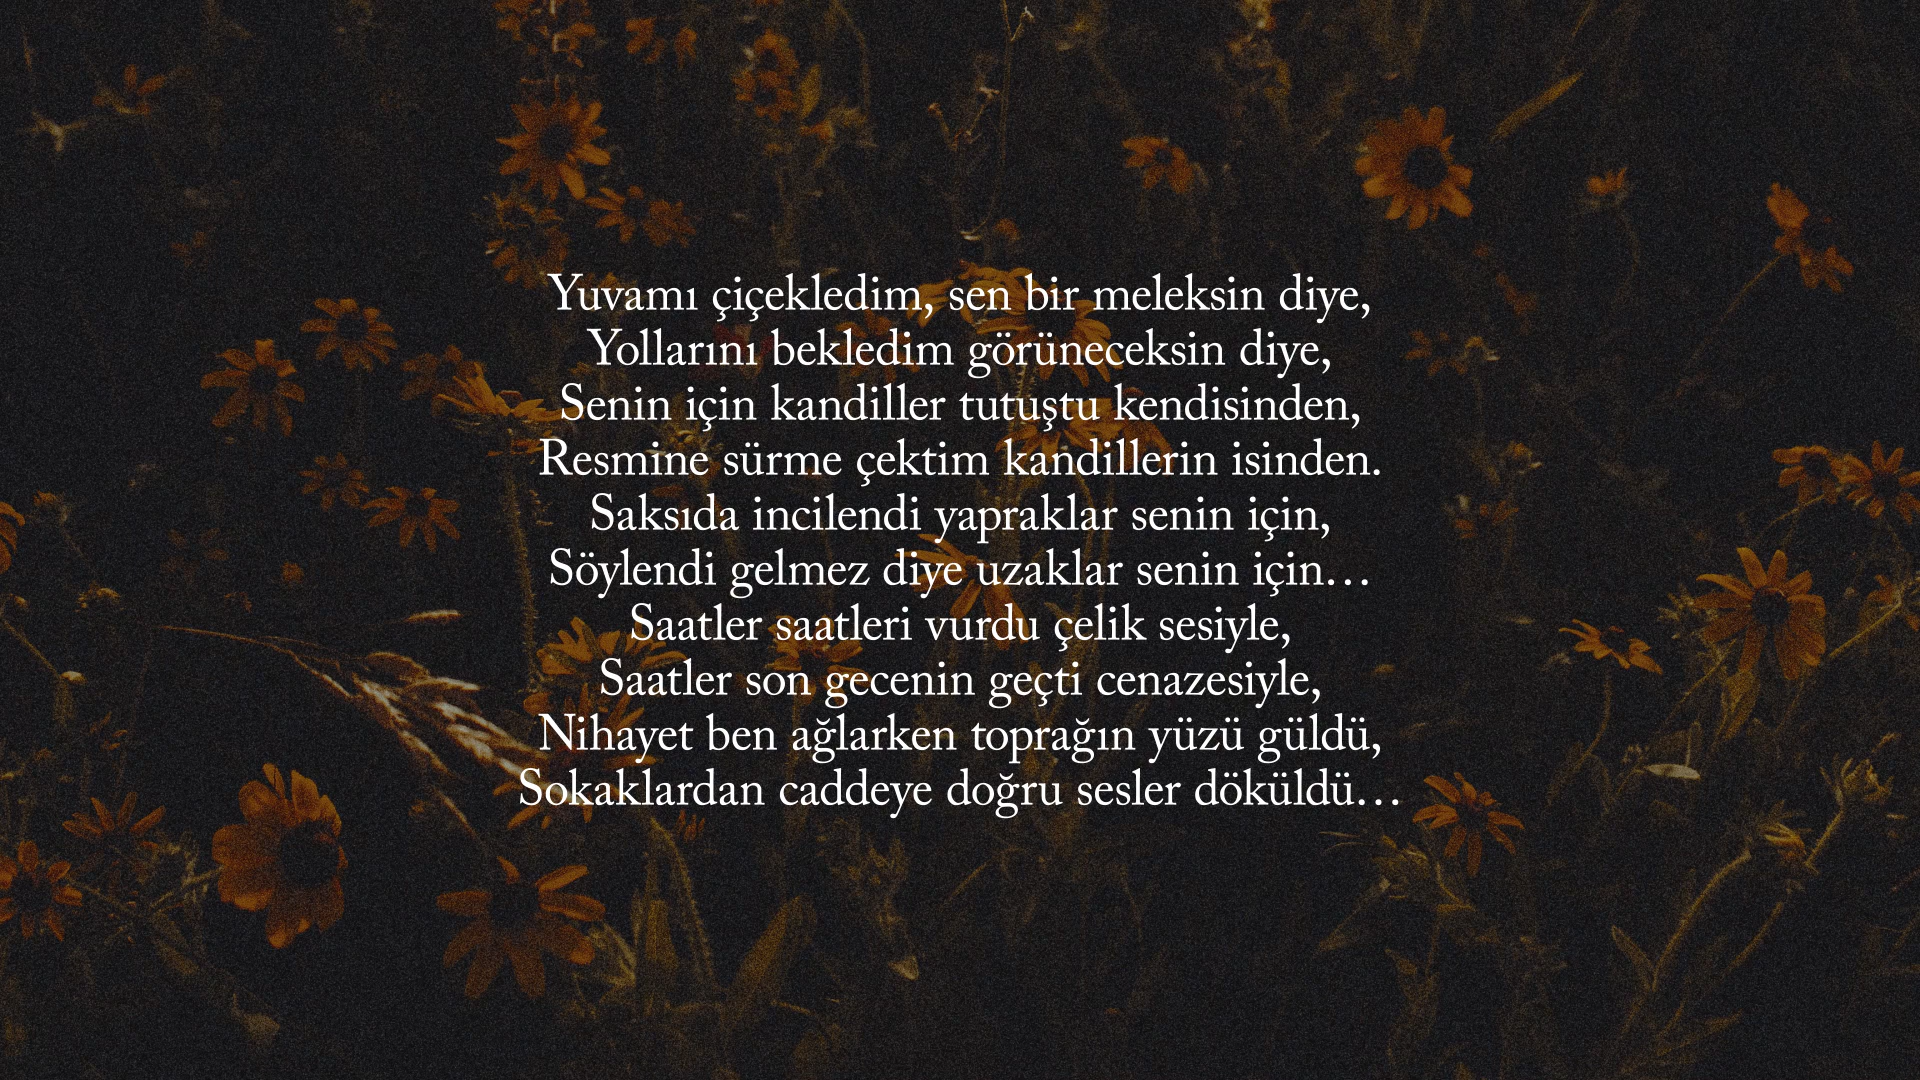 Yuvamı çiçekledim, sen bir meleksin diye,
Yollarını bekledim görüneceksin diye,
Senin için kandiller tutuştu kendisinden,
Resmine sürme çektim kandillerin isinden.
Saksıda incilendi yapraklar senin için,
Söylendi gelmez diye uzaklar senin için…
Saatler saatleri vurdu çelik sesiyle,
Saatler son gecenin geçti cenazesiyle,
Nihayet ben ağlarken toprağın yüzü güldü,
Sokaklardan caddeye doğru sesler döküldü…